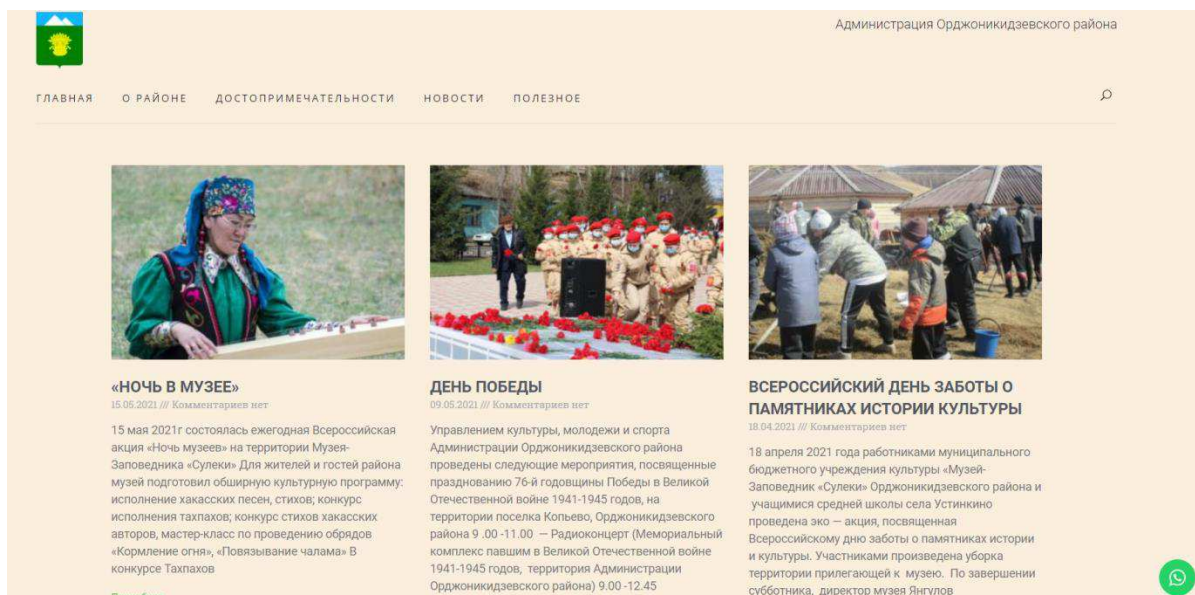 Администрация Орджоникидзевского района
ГЛАВНАЯ О РАЙОНЕ ДОСТОПРИМЕЧАТЕЛЬНОСТИ НОВОСТИ ПОЛЕЗНОЕ
«НОЧЬ В МУЗЕЕ»
15.05.2021 /// Комментариев нет
15 мая 2021г состоялась ежегодная Всероссийская
акция «Ночь музеев» на территории Музея-
Заповедника «Сулеки» Для жителей и гостей района
музей подготовил обширную культурную программу:
исполнение хакасских песен, стихов; конкурс
исполнения тахпахов; конкурс стихов хакасских
авторов, мастер-класс по проведению обрядов
«Кормление огня», «Повязывание чалама» В
конкурсе Тахпахов
ДЕНЬ ПОБЕДЫ
09.05.2021 /// Комментариев нет
Управлением культуры, молодежи и спорта
Администрации Орджоникидзевского района
проведены следующие мероприятия, посвященные
празднованию 76-й годовщины Победы в Великой
Отечественной войне 1941-1945 годов, на
территории поселка Копьево, Орджоникидзевского
района 9 .00 -11.00 — Радиоконцерт (Мемориальный
комплекс павшим в Великой Отечественной войне
1941-1945 годов, территория Администрации
Орджоникидзевского района) 9.00 -12.45
ВСЕРОССИЙСКИЙ ДЕНЬ ЗАБОТЫ О
ПАМЯТНИКАХ ИСТОРИИ КУЛЬТУРЫ
18.04.2021 /// Комментариев нет
18 апреля 2021 года работниками муниципального
бюджетного учреждения культуры «Музей-
Заповедник «Сулеки» Орджоникидзевского района и
учащимися средней школы села Устинкино
проведена эко — акция, посвященная
Всероссийскому дню заботы о памятниках истории
и культуры. Участниками произведена уборка
территории прилегающей к музею. По завершении
субботника, директор музея Янгулов